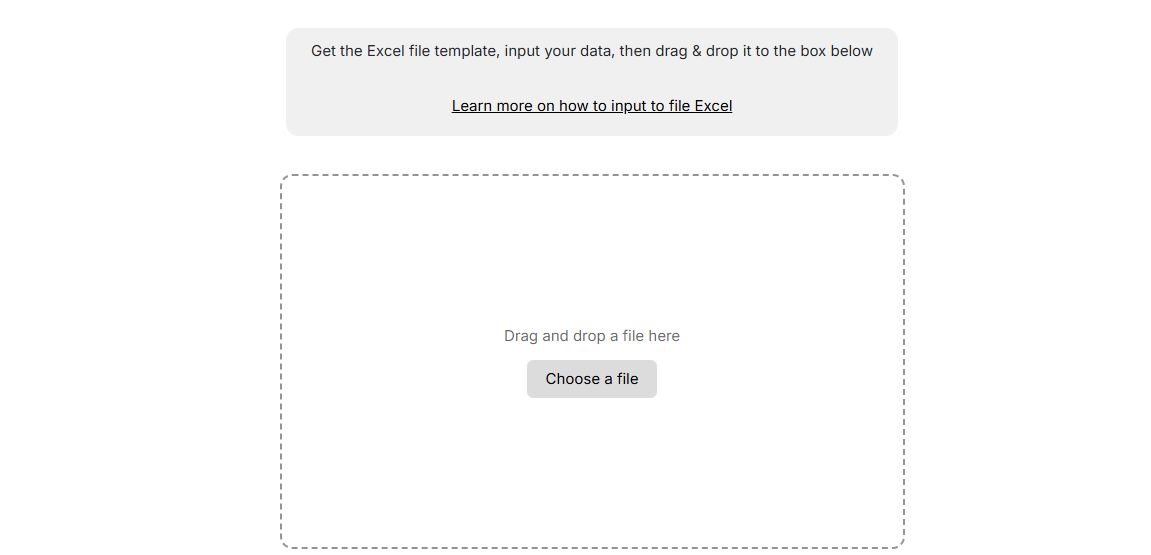 Get the Excel file template, input your data, then drag & drop it to the box below
Learn more on how to input to file Excel
Drag and drop a file here
Choose a file